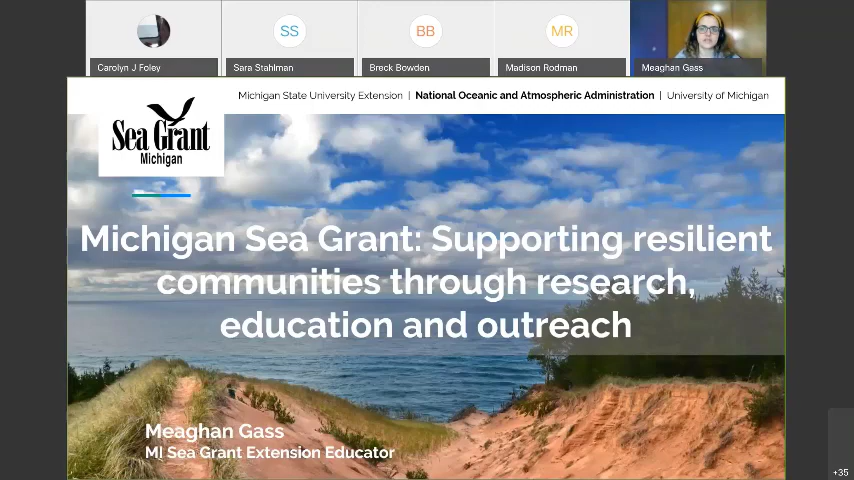 SS
BB
MR
Carolyn J Foley
Sara Stahlman
Breck Bowden
Madison Rodman
Meaghan Gass
Michigan State University Extension | National Oceanic and Atmospheric Administration | University of Michigan
Sea Grant
Michigan
Michigan Sea Grant: Supporting resilient
communities through research,
education and outreach
Meaghan Gass
MI Sea Grant Extension Educator
+35